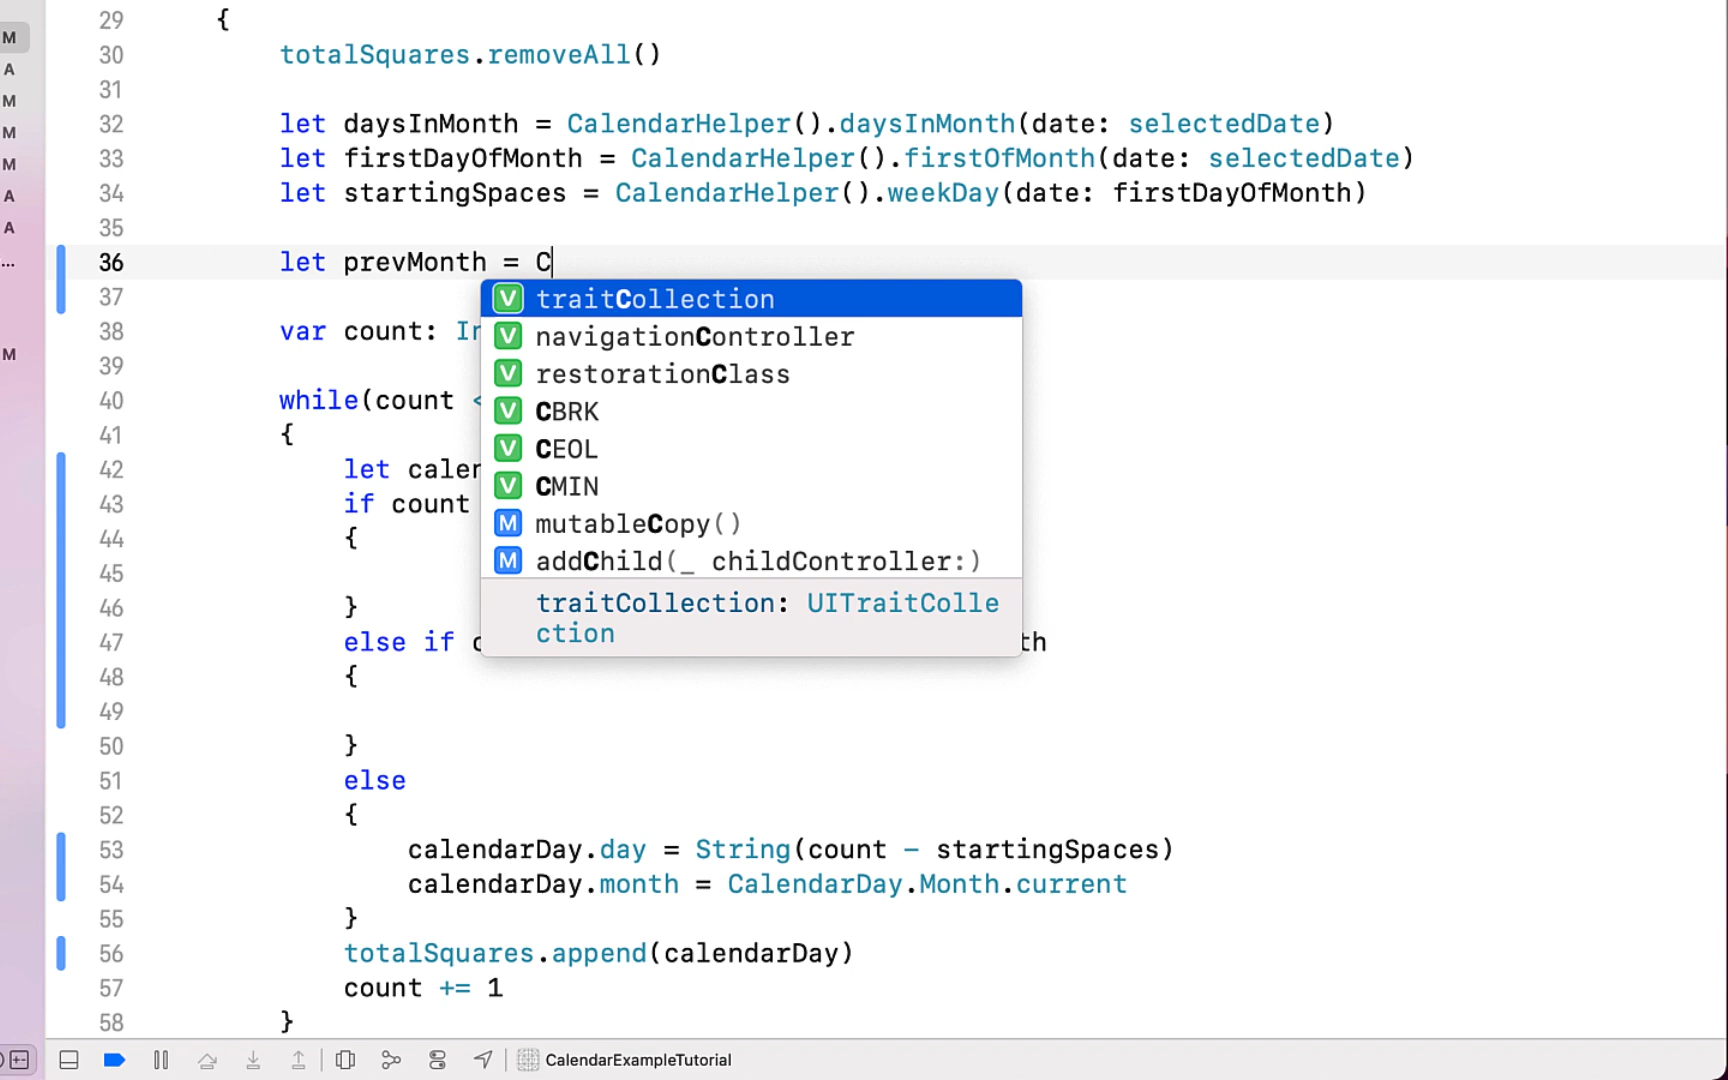 29 {
30 totalSquares.removeAll()
31
32 let daysInMonth = CalendarHelper().daysInMonth(date: selectedDate)
33 let firstDayOfMonth = CalendarHelper().firstOfMonth(date: selectedDate)
34 let startingSpaces = CalendarHelper().weekDay(date: firstDayOfMonth)
35
36 let prevMonth = C
V traitCollection
37
V navigationController
38 var count: In
V restorationClass
39
40 while(count <
V CBRK
41 {
V CEOL
42 let calen
V CMIN
43 if count
M mutableCopy()
44 {
M addChild(_ childController:)
45
traitCollection: UITraitColle
ction
46 }
47 else if c th
48 {
49
50 }
51 else
52 {
53 calendarDay.day = String(count - startingSpaces)
54 calendarDay.month = CalendarDay.Month.current
55 }
56 totalSquares.append(calendarDay)
57 count += 1
58 }
M
A
M
M
M
A
A
...
M
CalendarExampleTutorial